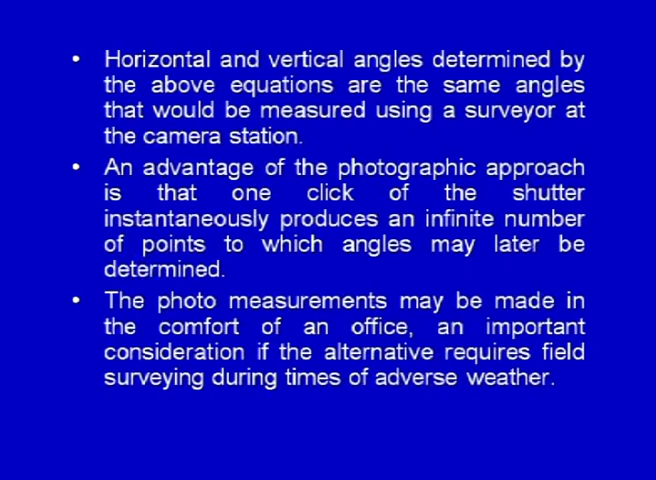 • Horizontal and vertical angles determined by
the above equations are the same angles
that would be measured using a surveyor at
the camera station.
• An advantage of the photographic approach
is that one click of the shutter
instantaneously produces an infinite number
of points to which angles may later be
determined.
• The photo measurements may be made in
the comfort of an office, an important
consideration if the alternative requires field
surveying during times of adverse weather.